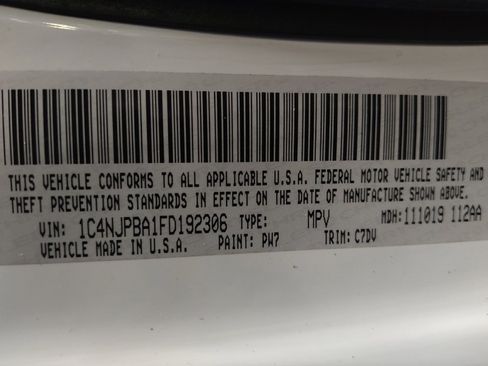 THIS VEHICLE CONFORMS TO ALL APPLICABLE U.S.A. FEDERAL MOTOR VEHICLE SAFETY AND
THEFT PREVENTION STANDARDS IN EFFECT ON THE DATE OF MANUFACTURE SHOWN ABOVE.
VIN: 1C4NJPBA1FD192306 TYPE: MPV MDH: 111019 112AA
VEHICLE MADE IN U.S.A. PAINT: PW7 TRIM: C7DV